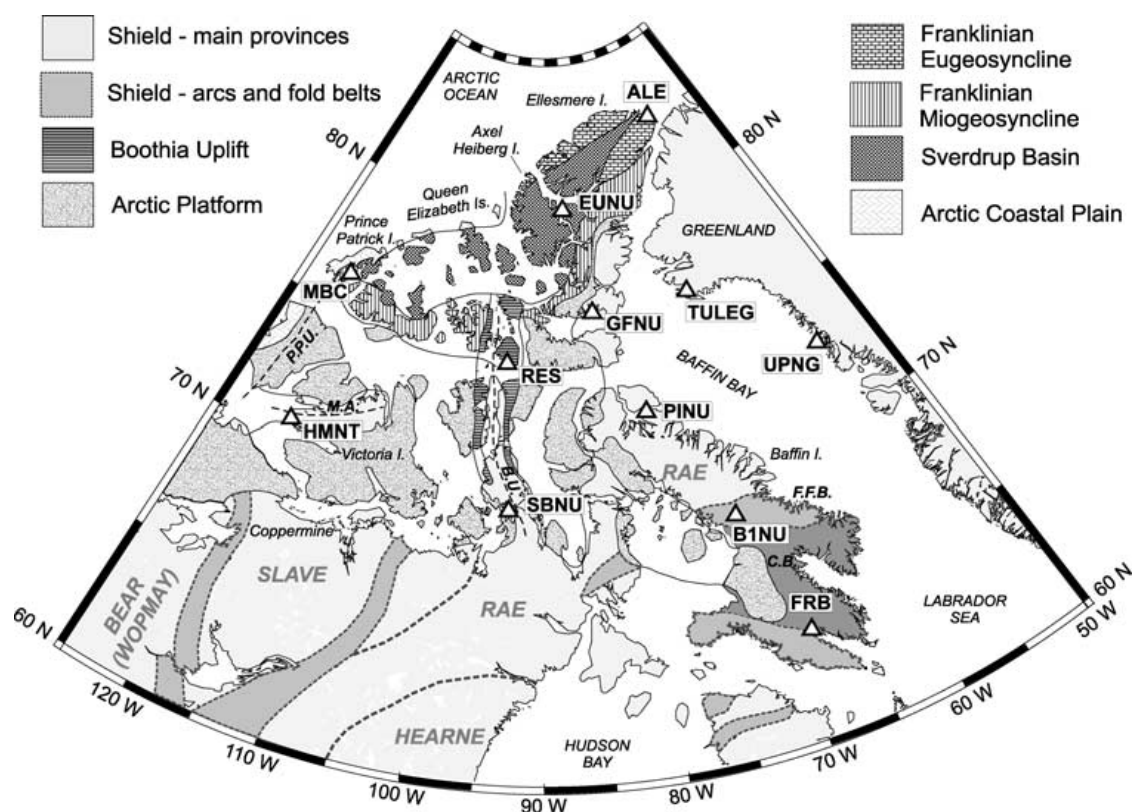 Shield - main provinces
Shield - arcs and fold belts
Boothia Uplift
Arctic Platform
Franklinian
Eugeosyncline
Franklinian
Miogeosyncline
Sverdrup Basin
Arctic Coastal Plain
ARCTIC
OCEAN
Ellesmere I.
ALE
Axel
Heiberg I.
80 N
80 N
EUNU
Queen
Elizabeth Is.
Prince
Patrick I.
GREENLAND
MBC
TULEG
GFNU
UPNG
P.P.U.
RES
BAFFIN BAY
70 N
70 N
M.A.
HMNT
PINU
Victoria I.
RAE
Baffin I.
B.U.
SBNU
F.F.B.
B1NU
Coppermine
C.B.
SLAVE
BEAR
(WOPMAY)
RAE
FRB
LABRADOR
SEA
60 N
60 N
50 W
HEARNE
HUDSON
BAY
120 W
110 W
100 W
90 W
80 W
70 W
60 W